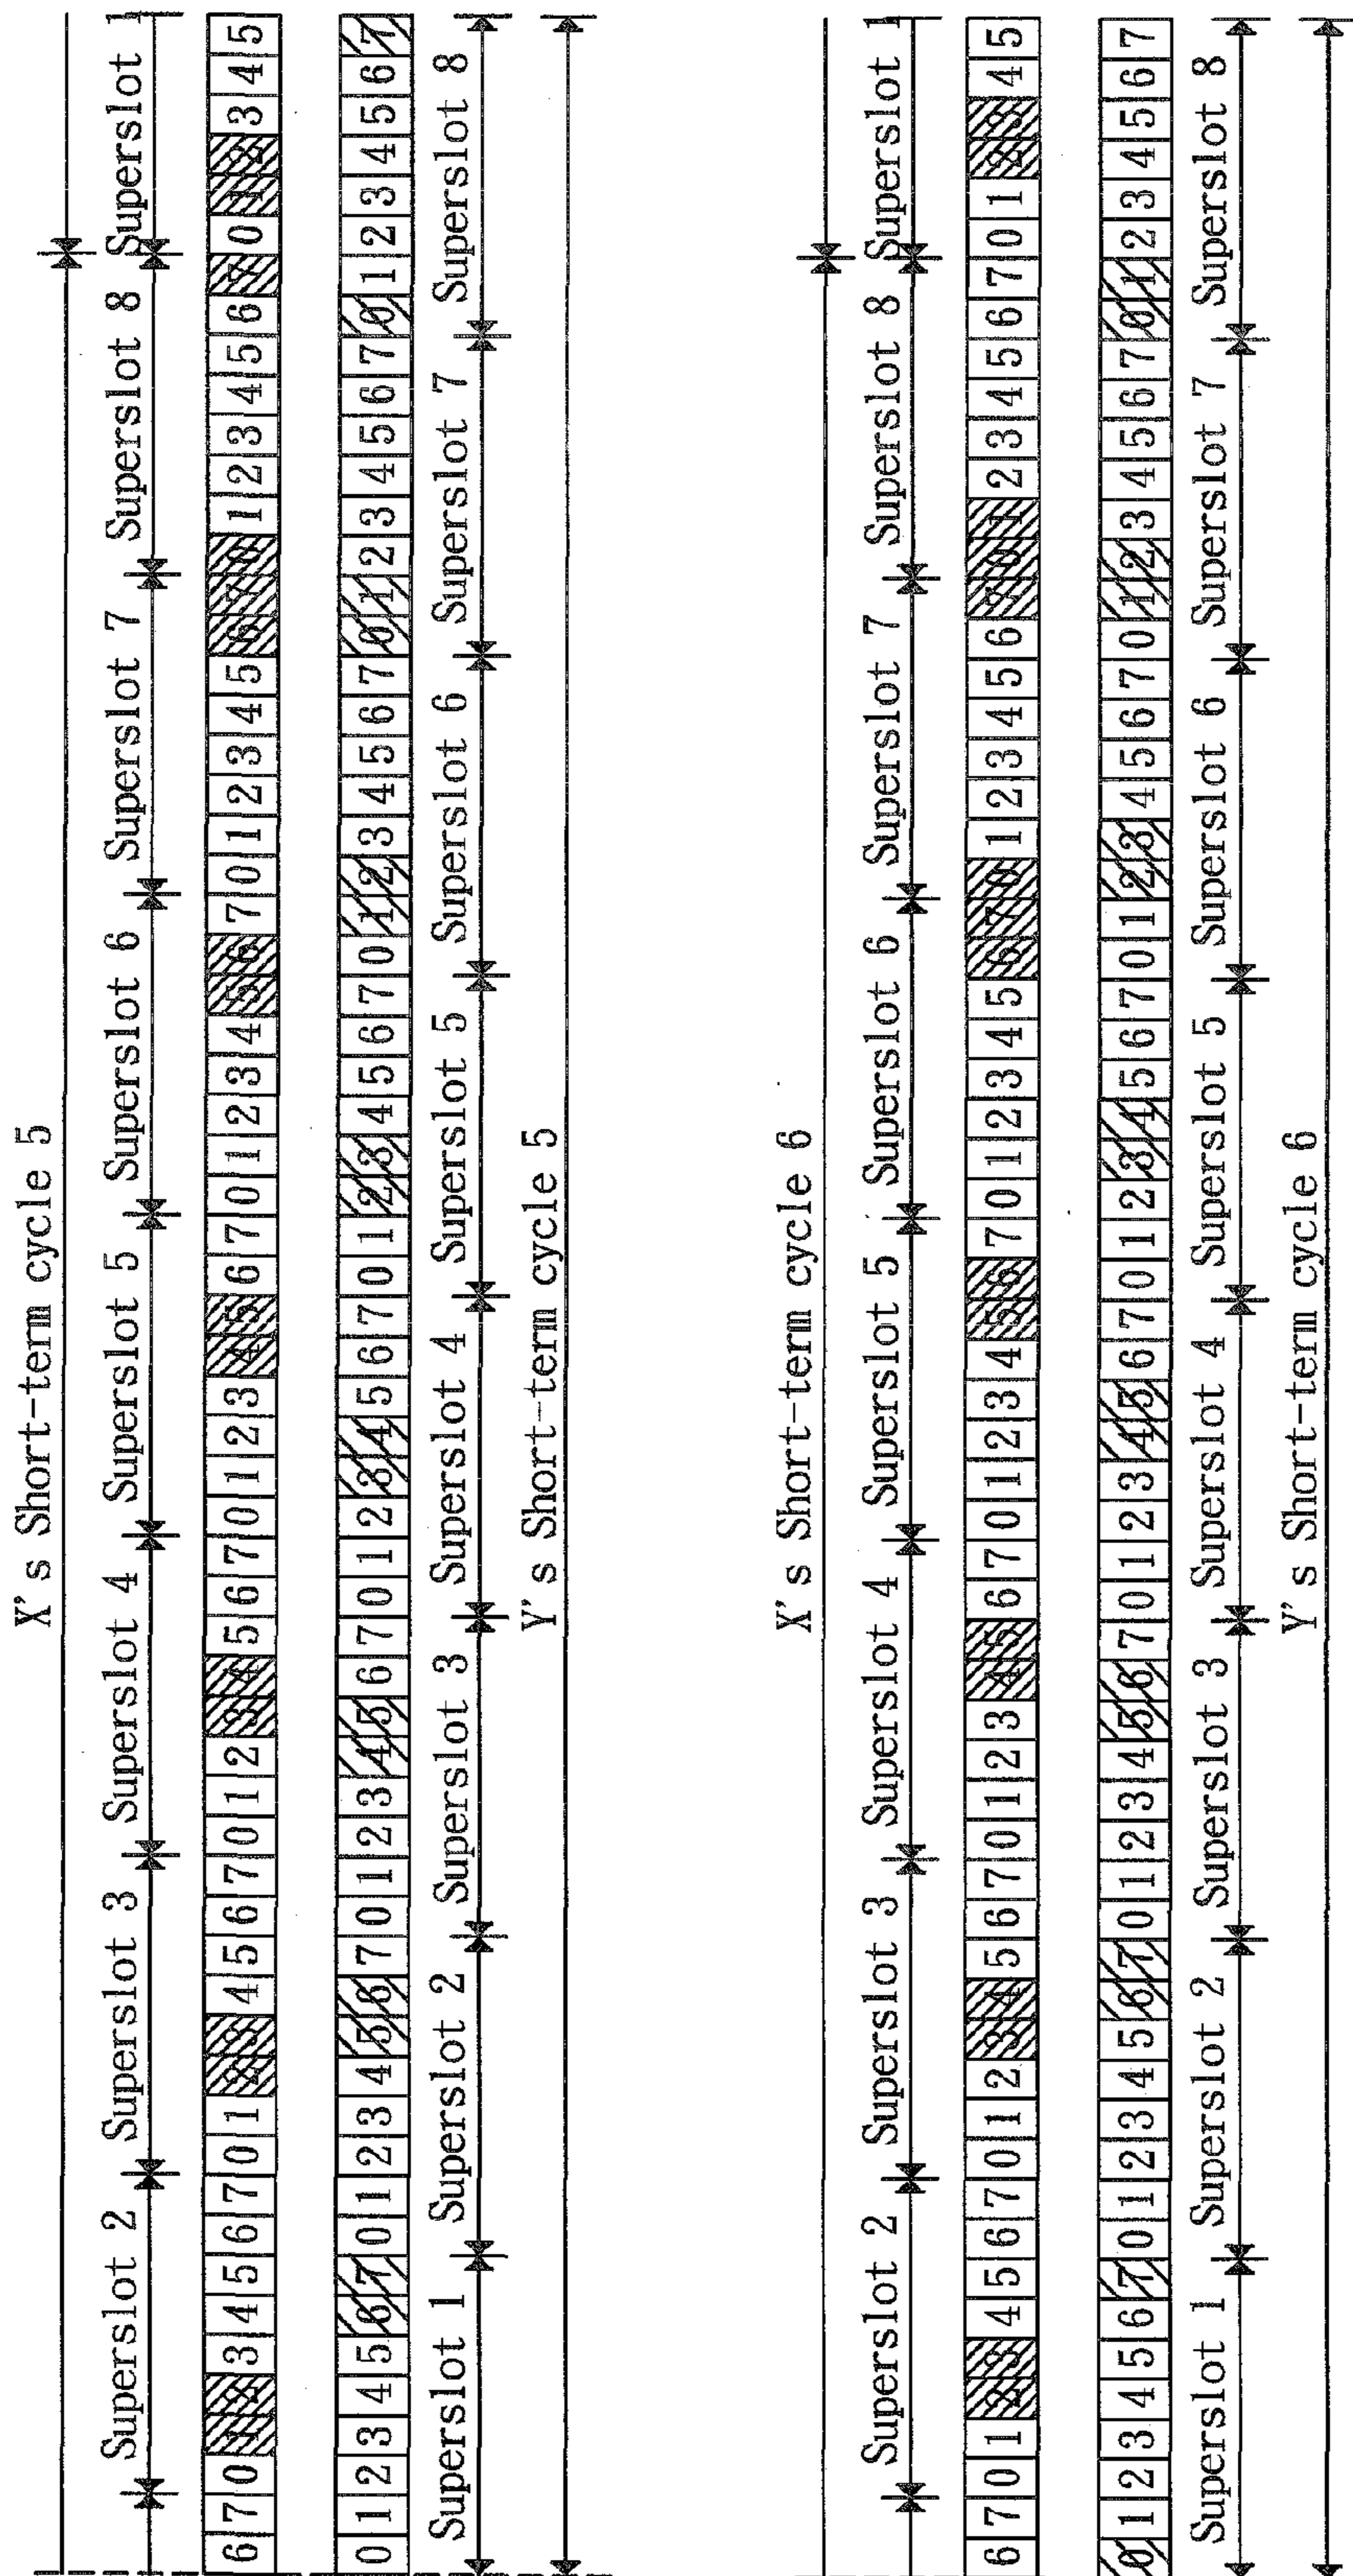 X's Short-term cycle 5
Superslot 2 Superslot 3 Superslot 4 Superslot 5 Superslot 6 Superslot 7 Superslot 8 Superslot 1
6 7 0 1 2 3 4 5 6 7 0 1 2 3 4 5 6 7 0 1 2 3 4 5 6 7 0 1 2 3 4 5 6 7 0 1 2 3 4 5 6 7 0 1 2 3 4 5 6 7 0 1 2 3 4 5 6 7 0 1 2 3 4 5
0 1 2 3 4 5 6 7 0 1 2 3 4 5 6 7 0 1 2 3 4 5 6 7 0 1 2 3 4 5 6 7 0 1 2 3 4 5 6 7 0 1 2 3 4 5 6 7 0 1 2 3 4 5 6 7 0 1 2 3 4 5 6 7
Superslot 1 Superslot 2 Superslot 3 Superslot 4 Superslot 5 Superslot 6 Superslot 7 Superslot 8
Y's Short-term cycle 5
X's Short-term cycle 6
Superslot 2 Superslot 3 Superslot 4 Superslot 5 Superslot 6 Superslot 7 Superslot 8 Superslot 1
6 7 0 1 2 3 4 5 6 7 0 1 2 3 4 5 6 7 0 1 2 3 4 5 6 7 0 1 2 3 4 5 6 7 0 1 2 3 4 5 6 7 0 1 2 3 4 5 6 7 0 1 2 3 4 5 6 7 0 1 2 3 4 5
0 1 2 3 4 5 6 7 0 1 2 3 4 5 6 7 0 1 2 3 4 5 6 7 0 1 2 3 4 5 6 7 0 1 2 3 4 5 6 7 0 1 2 3 4 5 6 7 0 1 2 3 4 5 6 7 0 1 2 3 4 5 6 7
Superslot 1 Superslot 2 Superslot 3 Superslot 4 Superslot 5 Superslot 6 Superslot 7 Superslot 8
Y's Short-term cycle 6